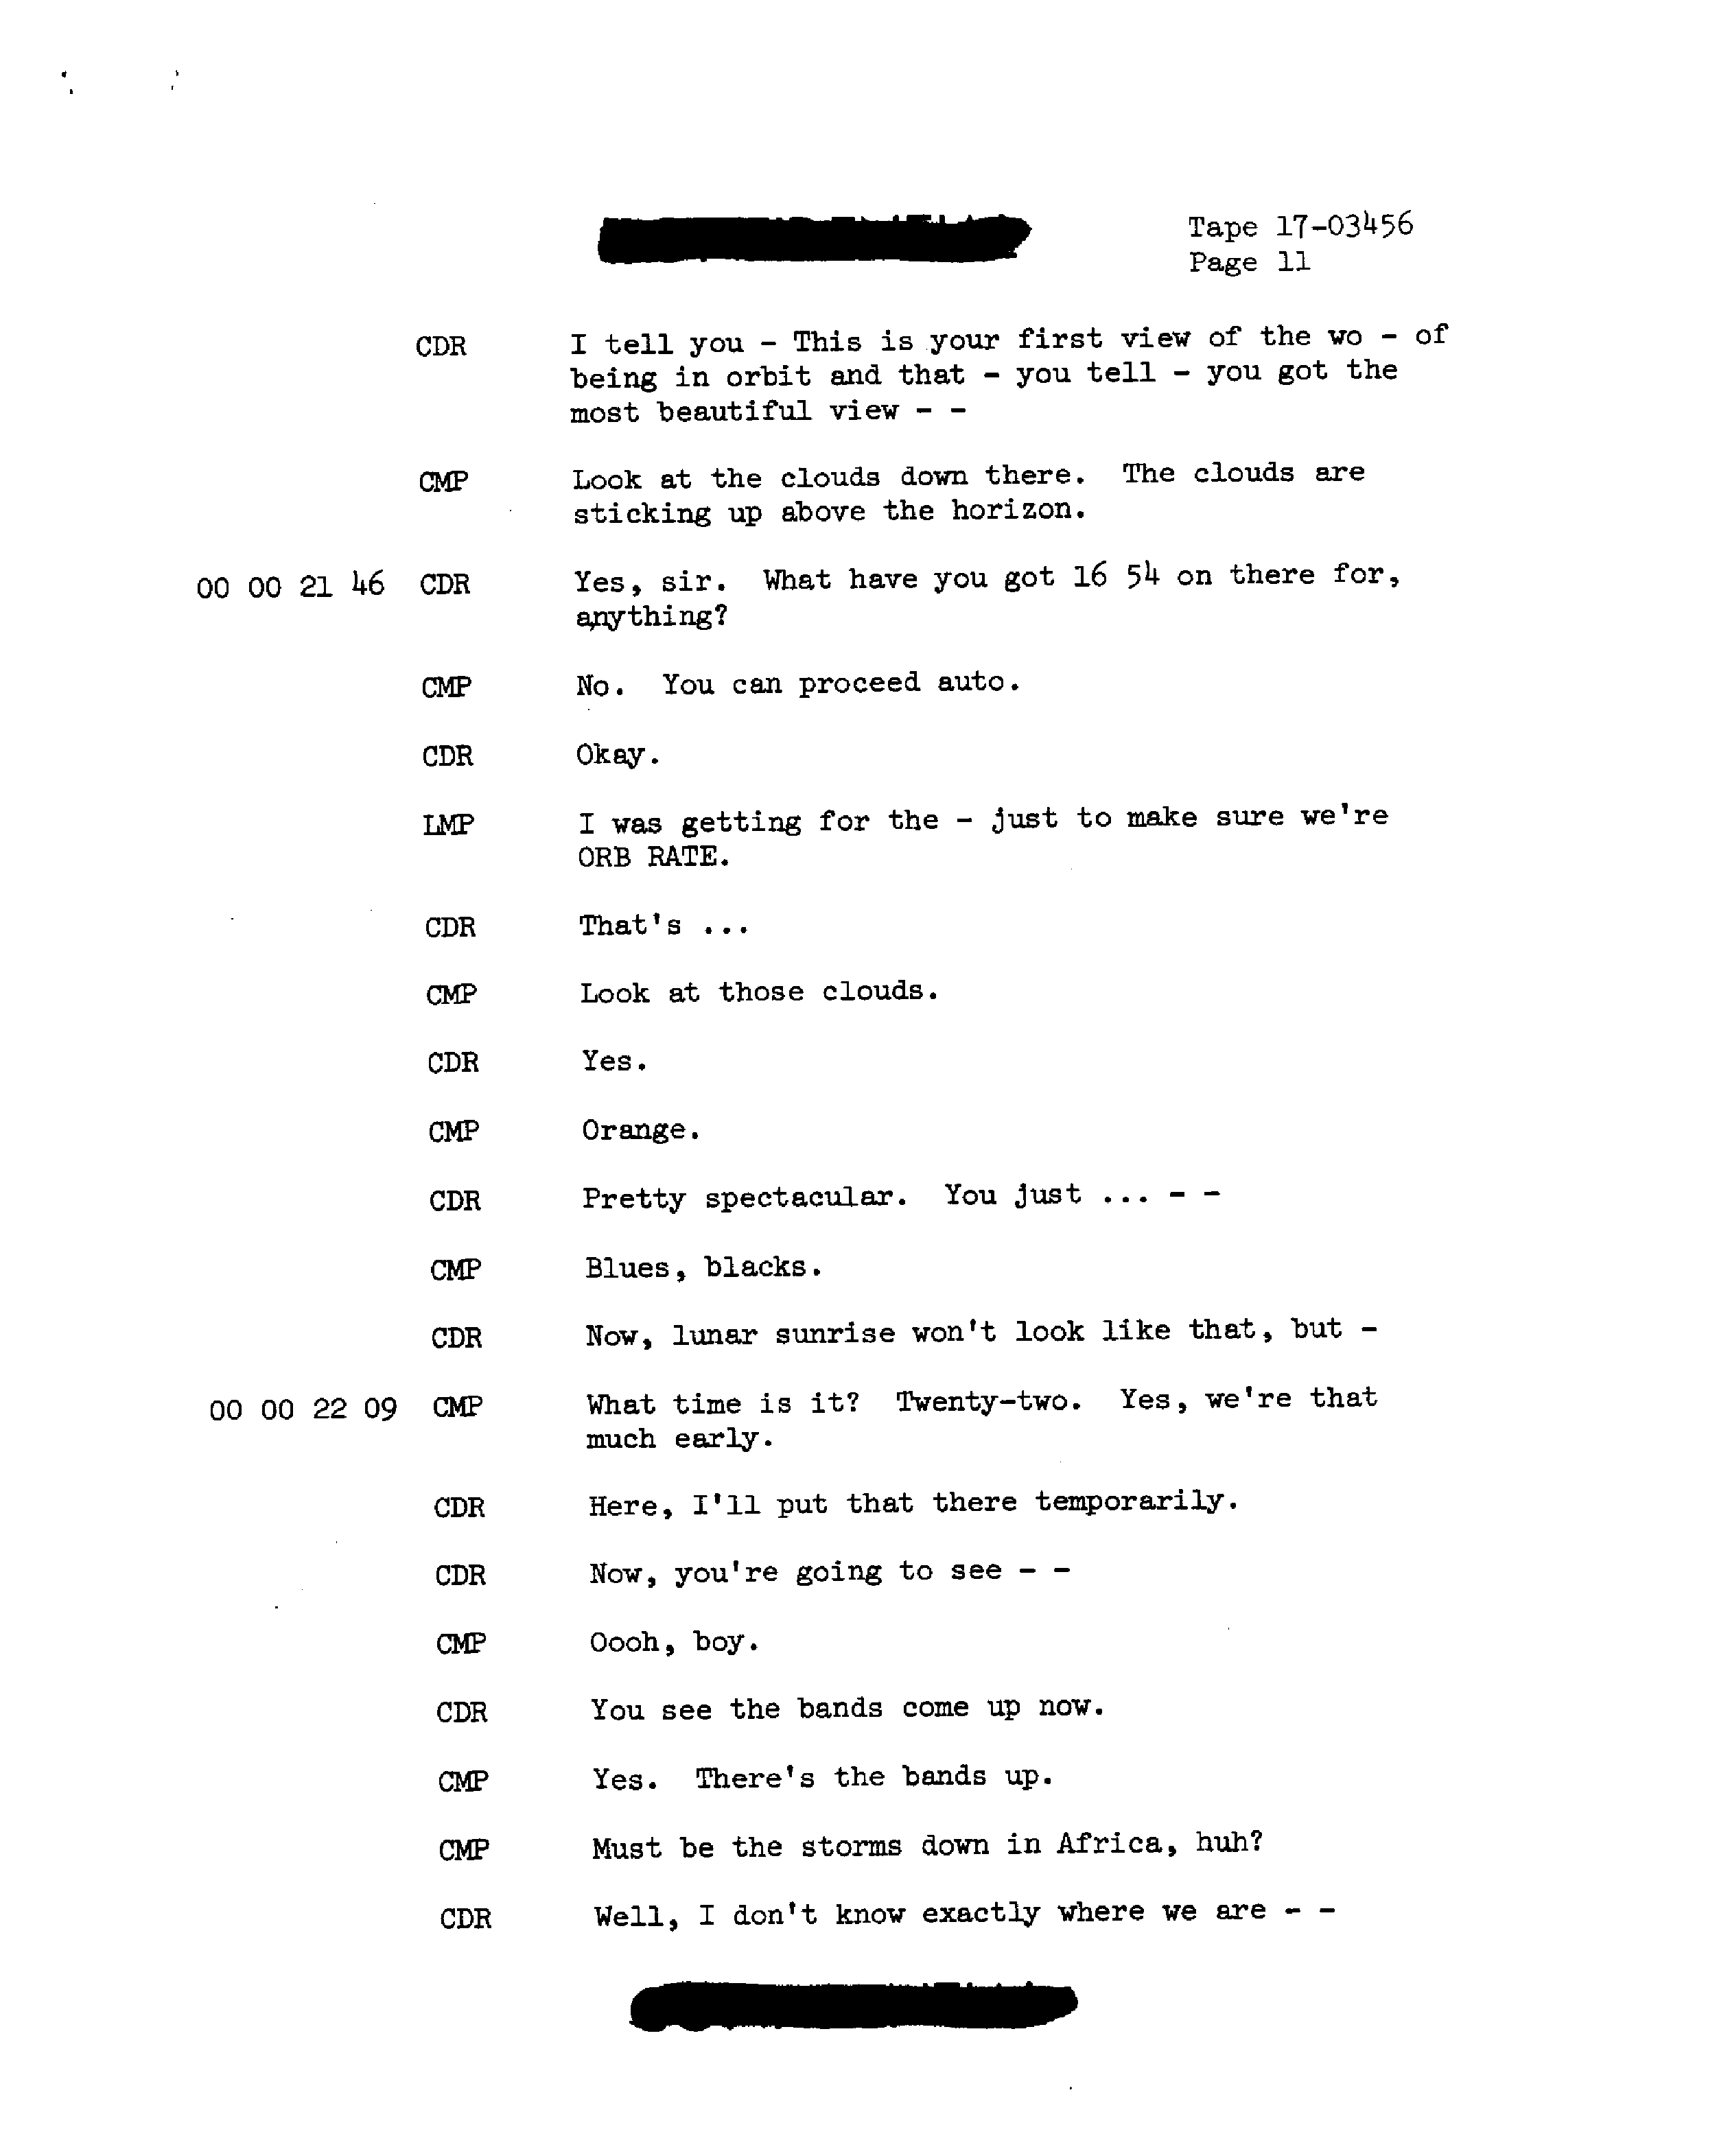 Tape 17-03456
Page 11
CDR I tell you - This is your first view of the wo - of
being in orbit and that - you tell - you got the
most beautiful view - -
CMP Look at the clouds down there. The clouds are
sticking up above the horizon.
00 00 21 46 CDR Yes, sir. What have you got 16 54 on there for,
anything?
CMP No. You can proceed auto.
CDR Okay.
LMP I was getting for the - just to make sure we're
ORB RATE.
CDR That's ...
CMP Look at those clouds.
CDR Yes.
CMP Orange.
CDR Pretty spectacular. You just ... - -
CMP Blues, blacks.
CDR Now, lunar sunrise won't look like that, but -
00 00 22 09 CMP What time is it? Twenty-two. Yes, we're that
much early.
CDR Here, I'll put that there temporarily.
CDR Now, you're going to see - -
CMP Oooh, boy.
CDR You see the bands come up now.
CMP Yes. There's the bands up.
CMP Must be the storms down in Africa, huh?
CDR Well, I don't know exactly where we are - -